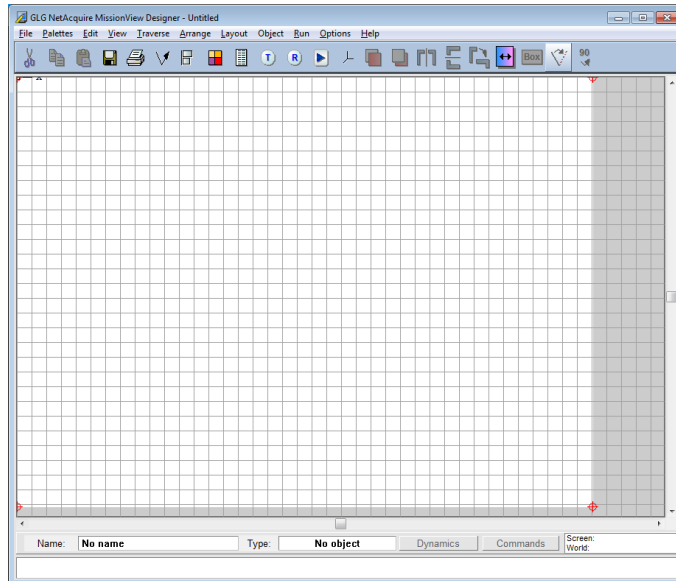 GLG NetAcquire MissionView Designer - Untitled
File Palettes Edit View Traverse Arrange Layout Object Run Options Help
T R Box 90
Name: No name Type: No object Dynamics Commands Screen:
World: